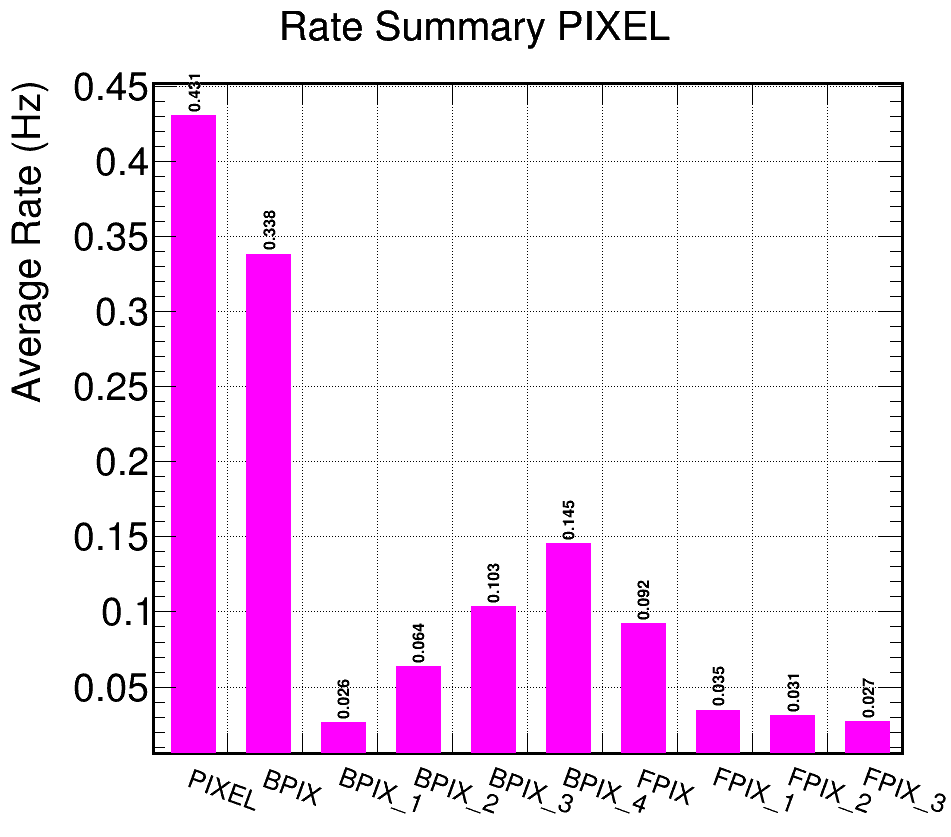 Rate Summary PIXEL
Average Rate (Hz)
0.45
0.4
0.35
0.3
0.25
0.2
0.15
0.1
0.05
0.431
0.338
0.026
0.064
0.103
0.145
0.092
0.035
0.031
0.027
PIXEL
BPIX
BPIX_1
BPIX_2
BPIX_3
BPIX_4
FPIX
FPIX_1
FPIX_2
FPIX_3